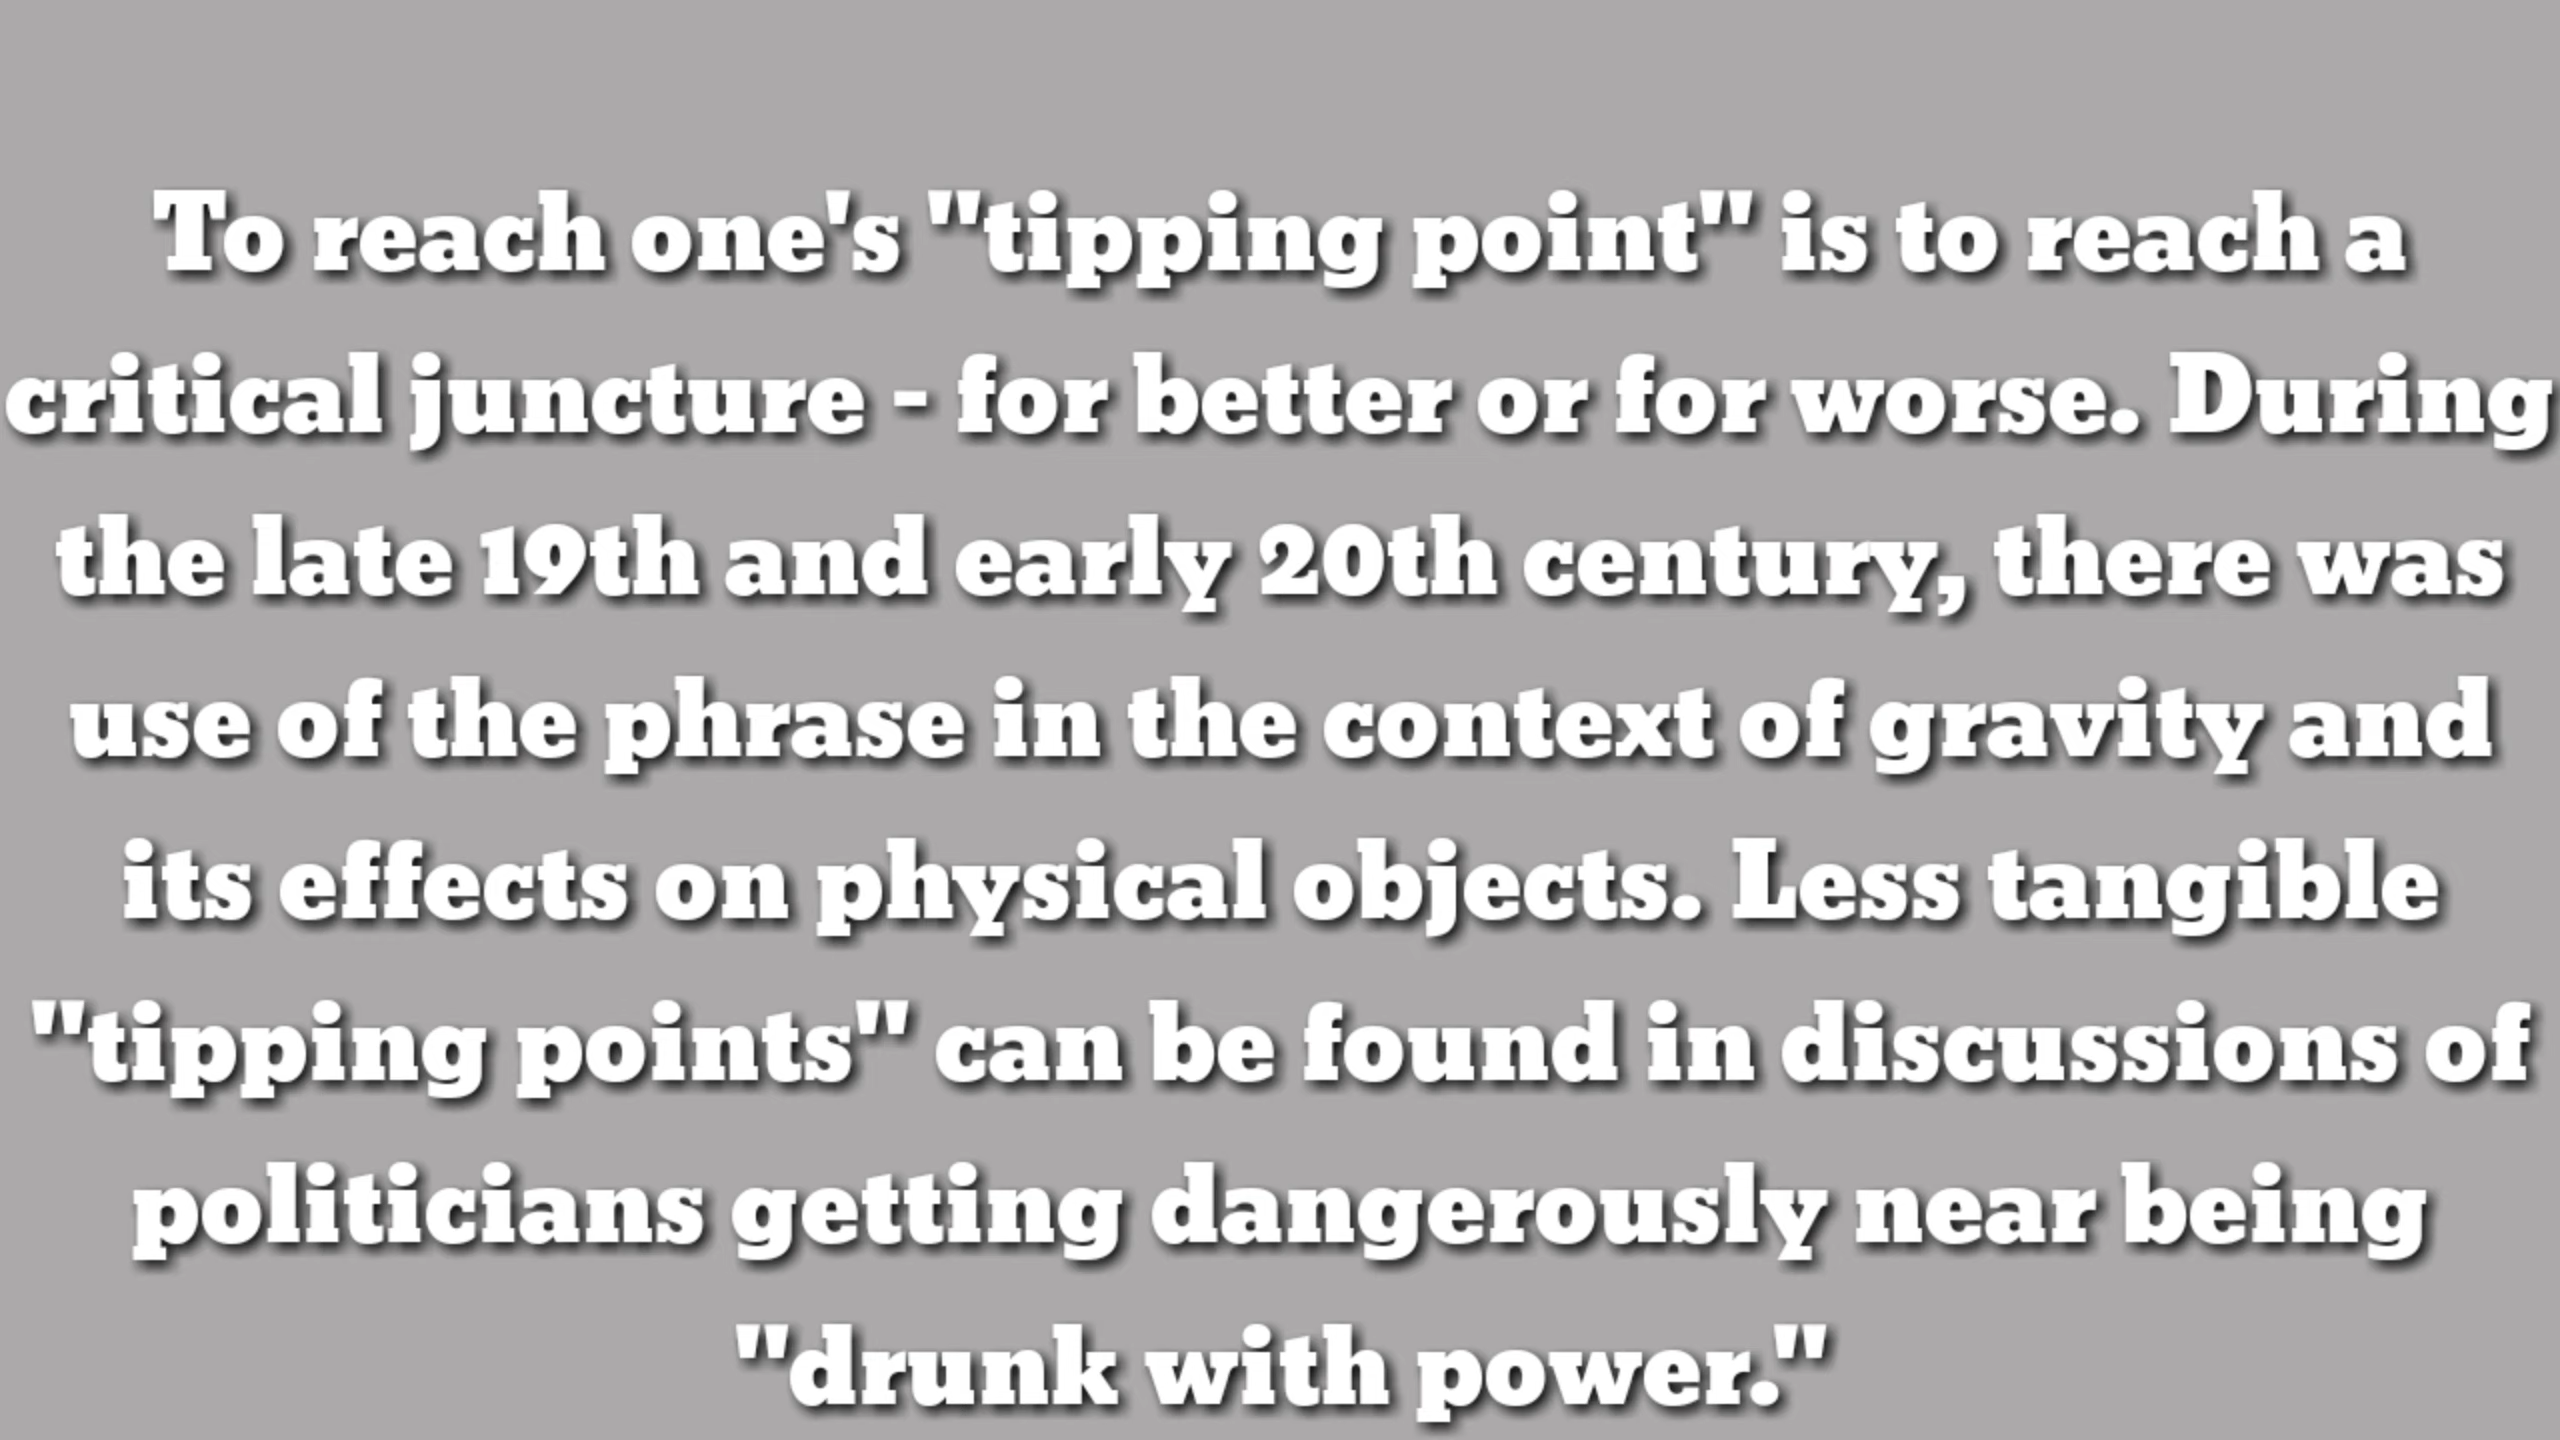 To reach one's "tipping point" is to reach a
critical juncture - for better or for worse. During
the late 19th and early 20th century, there was
use of the phrase in the context of gravity and
its effects on physical objects. Less tangible
"tipping points" can be found in discussions of
politicians getting dangerously near being
"drunk with power."